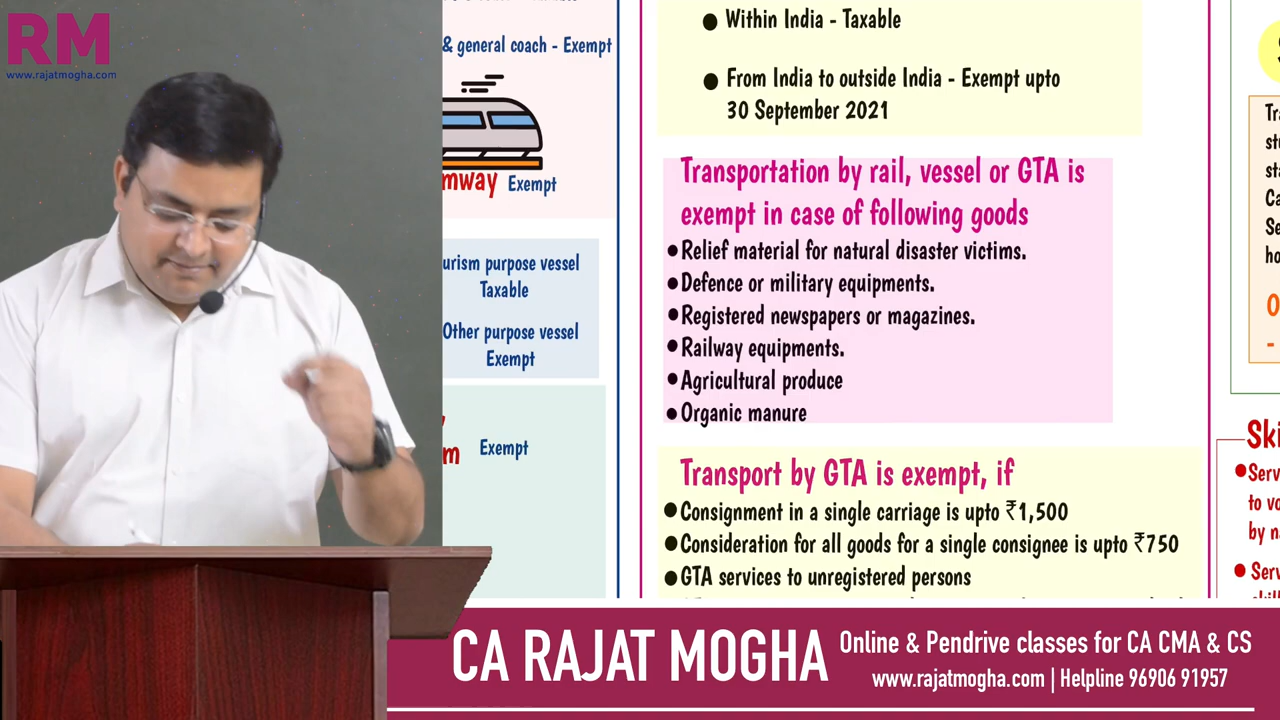 RM
www.rajatmogha.com
& general coach - Exempt
Exempt
urism purpose vessel
Taxable
Other purpose vessel
Exempt
Exempt
Within India - Taxable
From India to outside India - Exempt upto
30 September 2021
Transportation by rail, vessel or GTA is
exempt in case of following goods
Relief material for natural disaster victims.
Defence or military equipments.
Registered newspapers or magazines.
Railway equipments.
Agricultural produce
Organic manure
Transport by GTA is exempt, if
Consignment in a single carriage is upto ₹1,500
Consideration for all goods for a single consignee is upto ₹750
GTA services to unregistered persons
CA RAJAT MOGHA
Online & Pendrive classes for CA CMA & CS
www.rajatmogha.com | Helpline 96906 91957